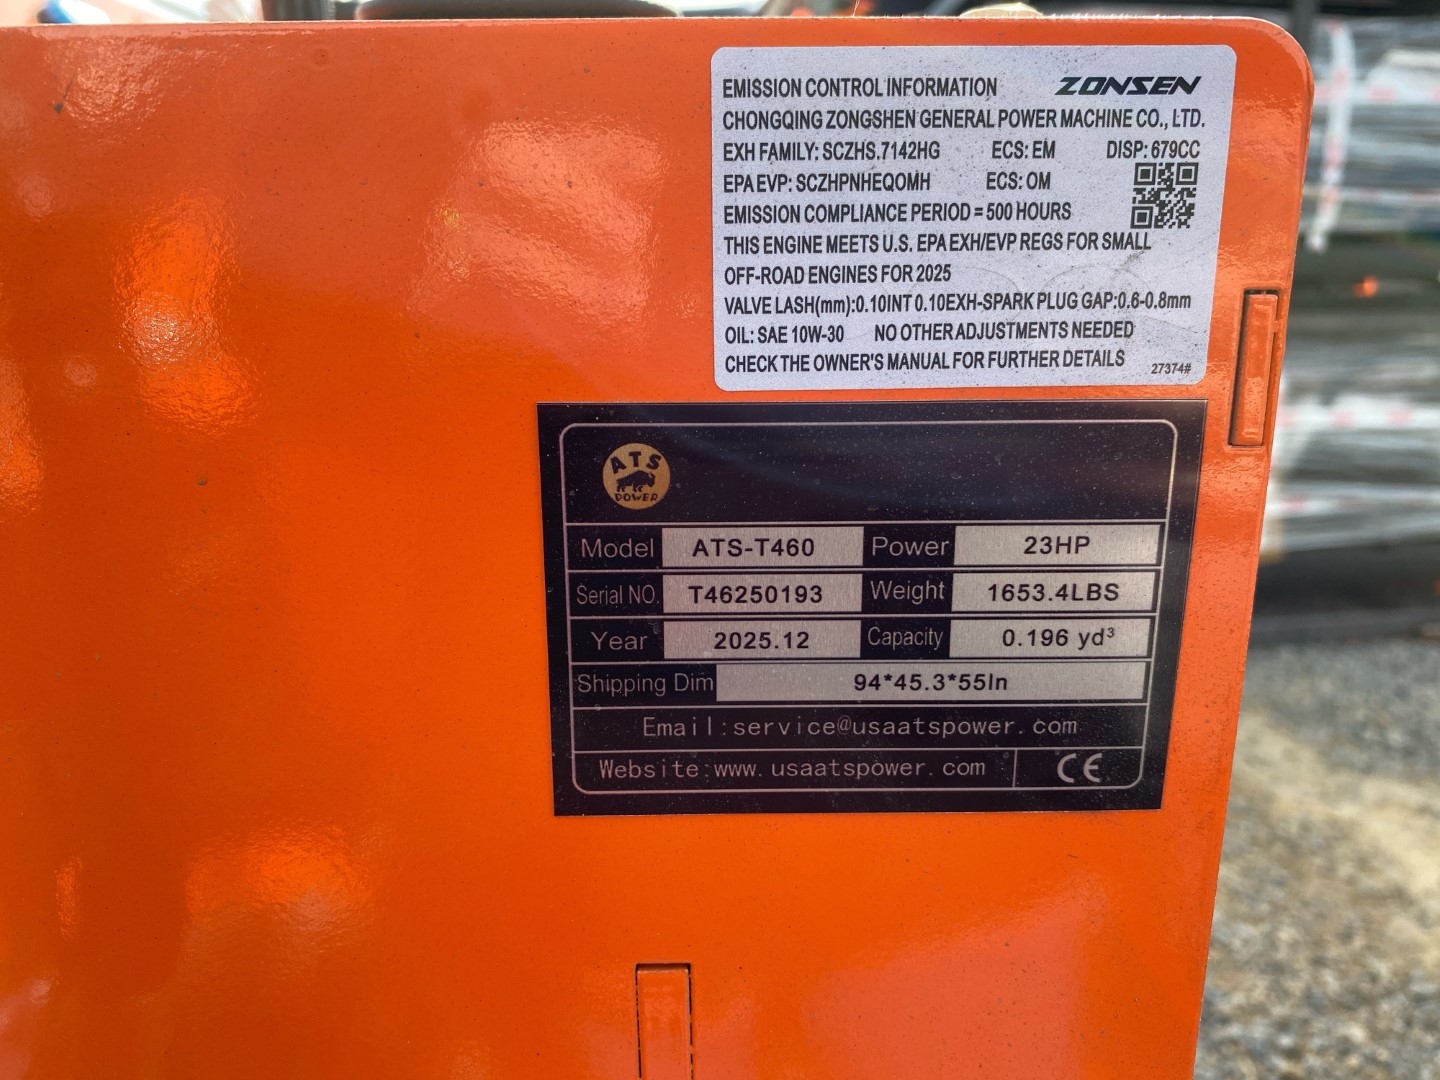 EMISSION CONTROL INFORMATION ZONSEN
CHONGQING ZONGSHEN GENERAL POWER MACHINE CO., LTD.
EXH FAMILY: SCZHS.7142HG ECS: EM DISP: 679CC
EPA EVP: SCZHPNHEQOMH ECS: OM
EMISSION COMPLIANCE PERIOD = 500 HOURS
THIS ENGINE MEETS U.S. EPA EXH/EVP REGS FOR SMALL
OFF-ROAD ENGINES FOR 2025
VALVE LASH(mm):0.10INT 0.10EXH-SPARK PLUG GAP:0.6-0.8mm
OIL: SAE 10W-30 NO OTHER ADJUSTMENTS NEEDED
CHECK THE OWNER'S MANUAL FOR FURTHER DETAILS 27374#
ATS
POWER
Model ATS-T460 Power 23HP
Serial NO. T46250193 Weight 1653.4LBS
Year 2025.12 Capacity 0.196 yd³
Shipping Dim 94*45.3*55In
Email:service@usaatspower.com
Website:www.usaatspower.com CE